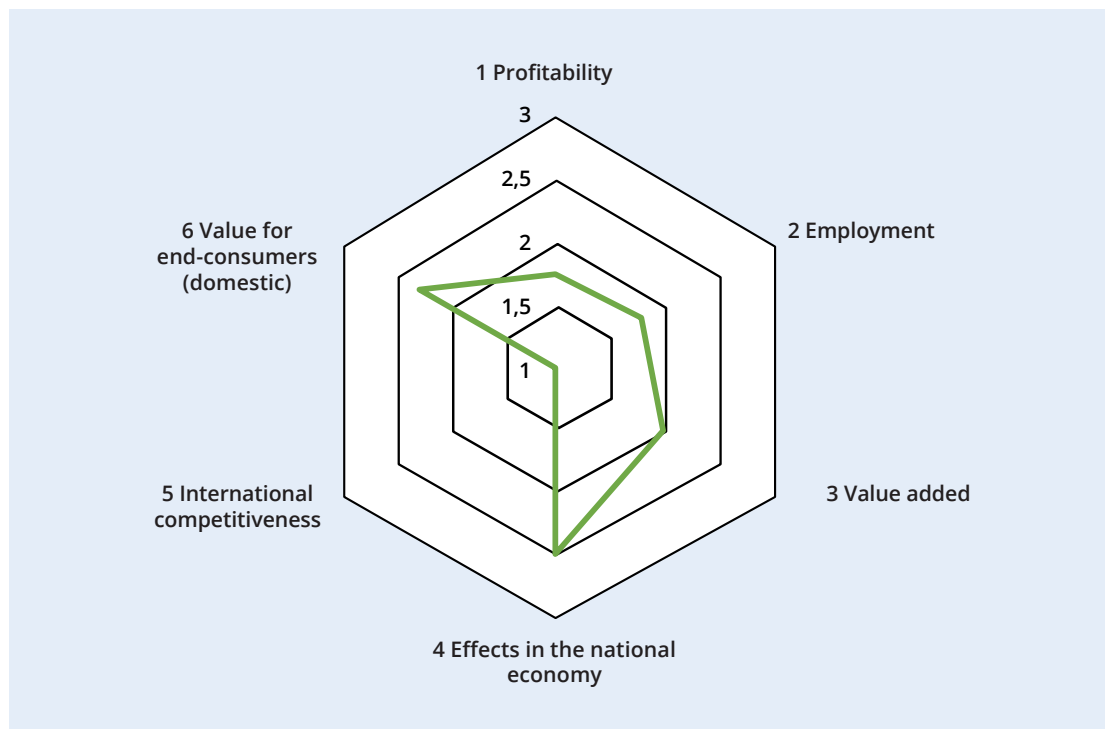 1 Profitability
3
2,5
2
1,5
1
2 Employment
3 Value added
4 Effects in the national
economy
5 International
competitiveness
6 Value for
end-consumers
(domestic)